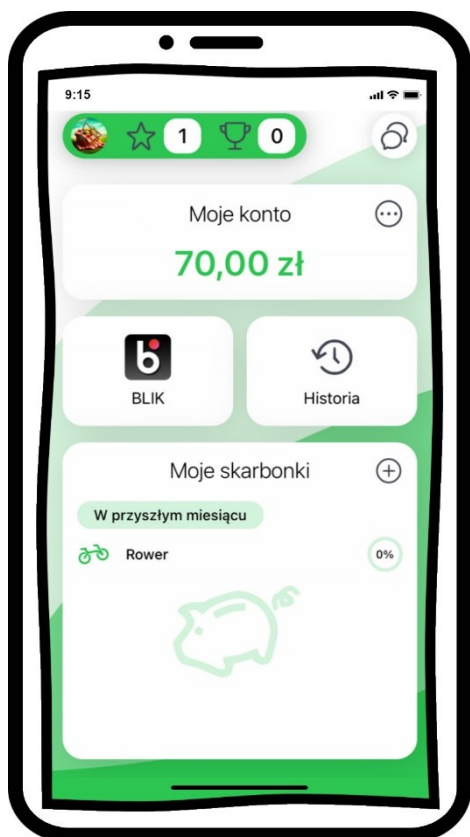 9:15
1 0
Moje konto
70,00 zł
BLIK Historia
Moje skarbonki
W przyszłym miesiącu
Rower 0%